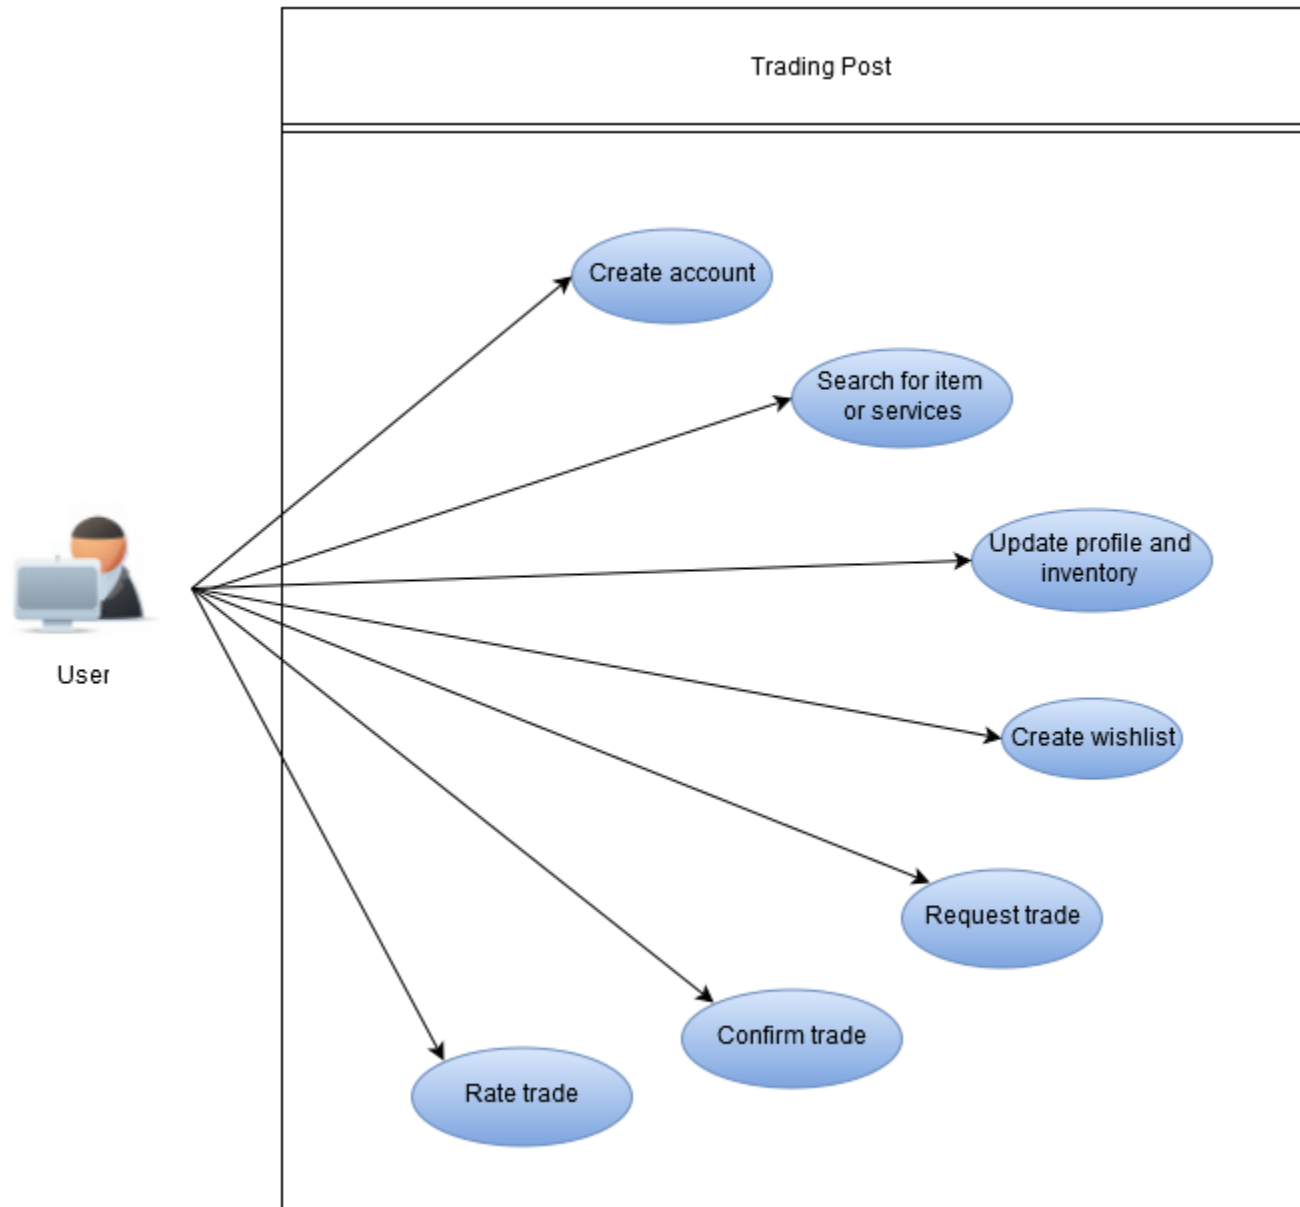 Trading Post
Create account
Search for item
or services
Update profile and
inventory
User
Create wishlist
Request trade
Confirm trade
Rate trade